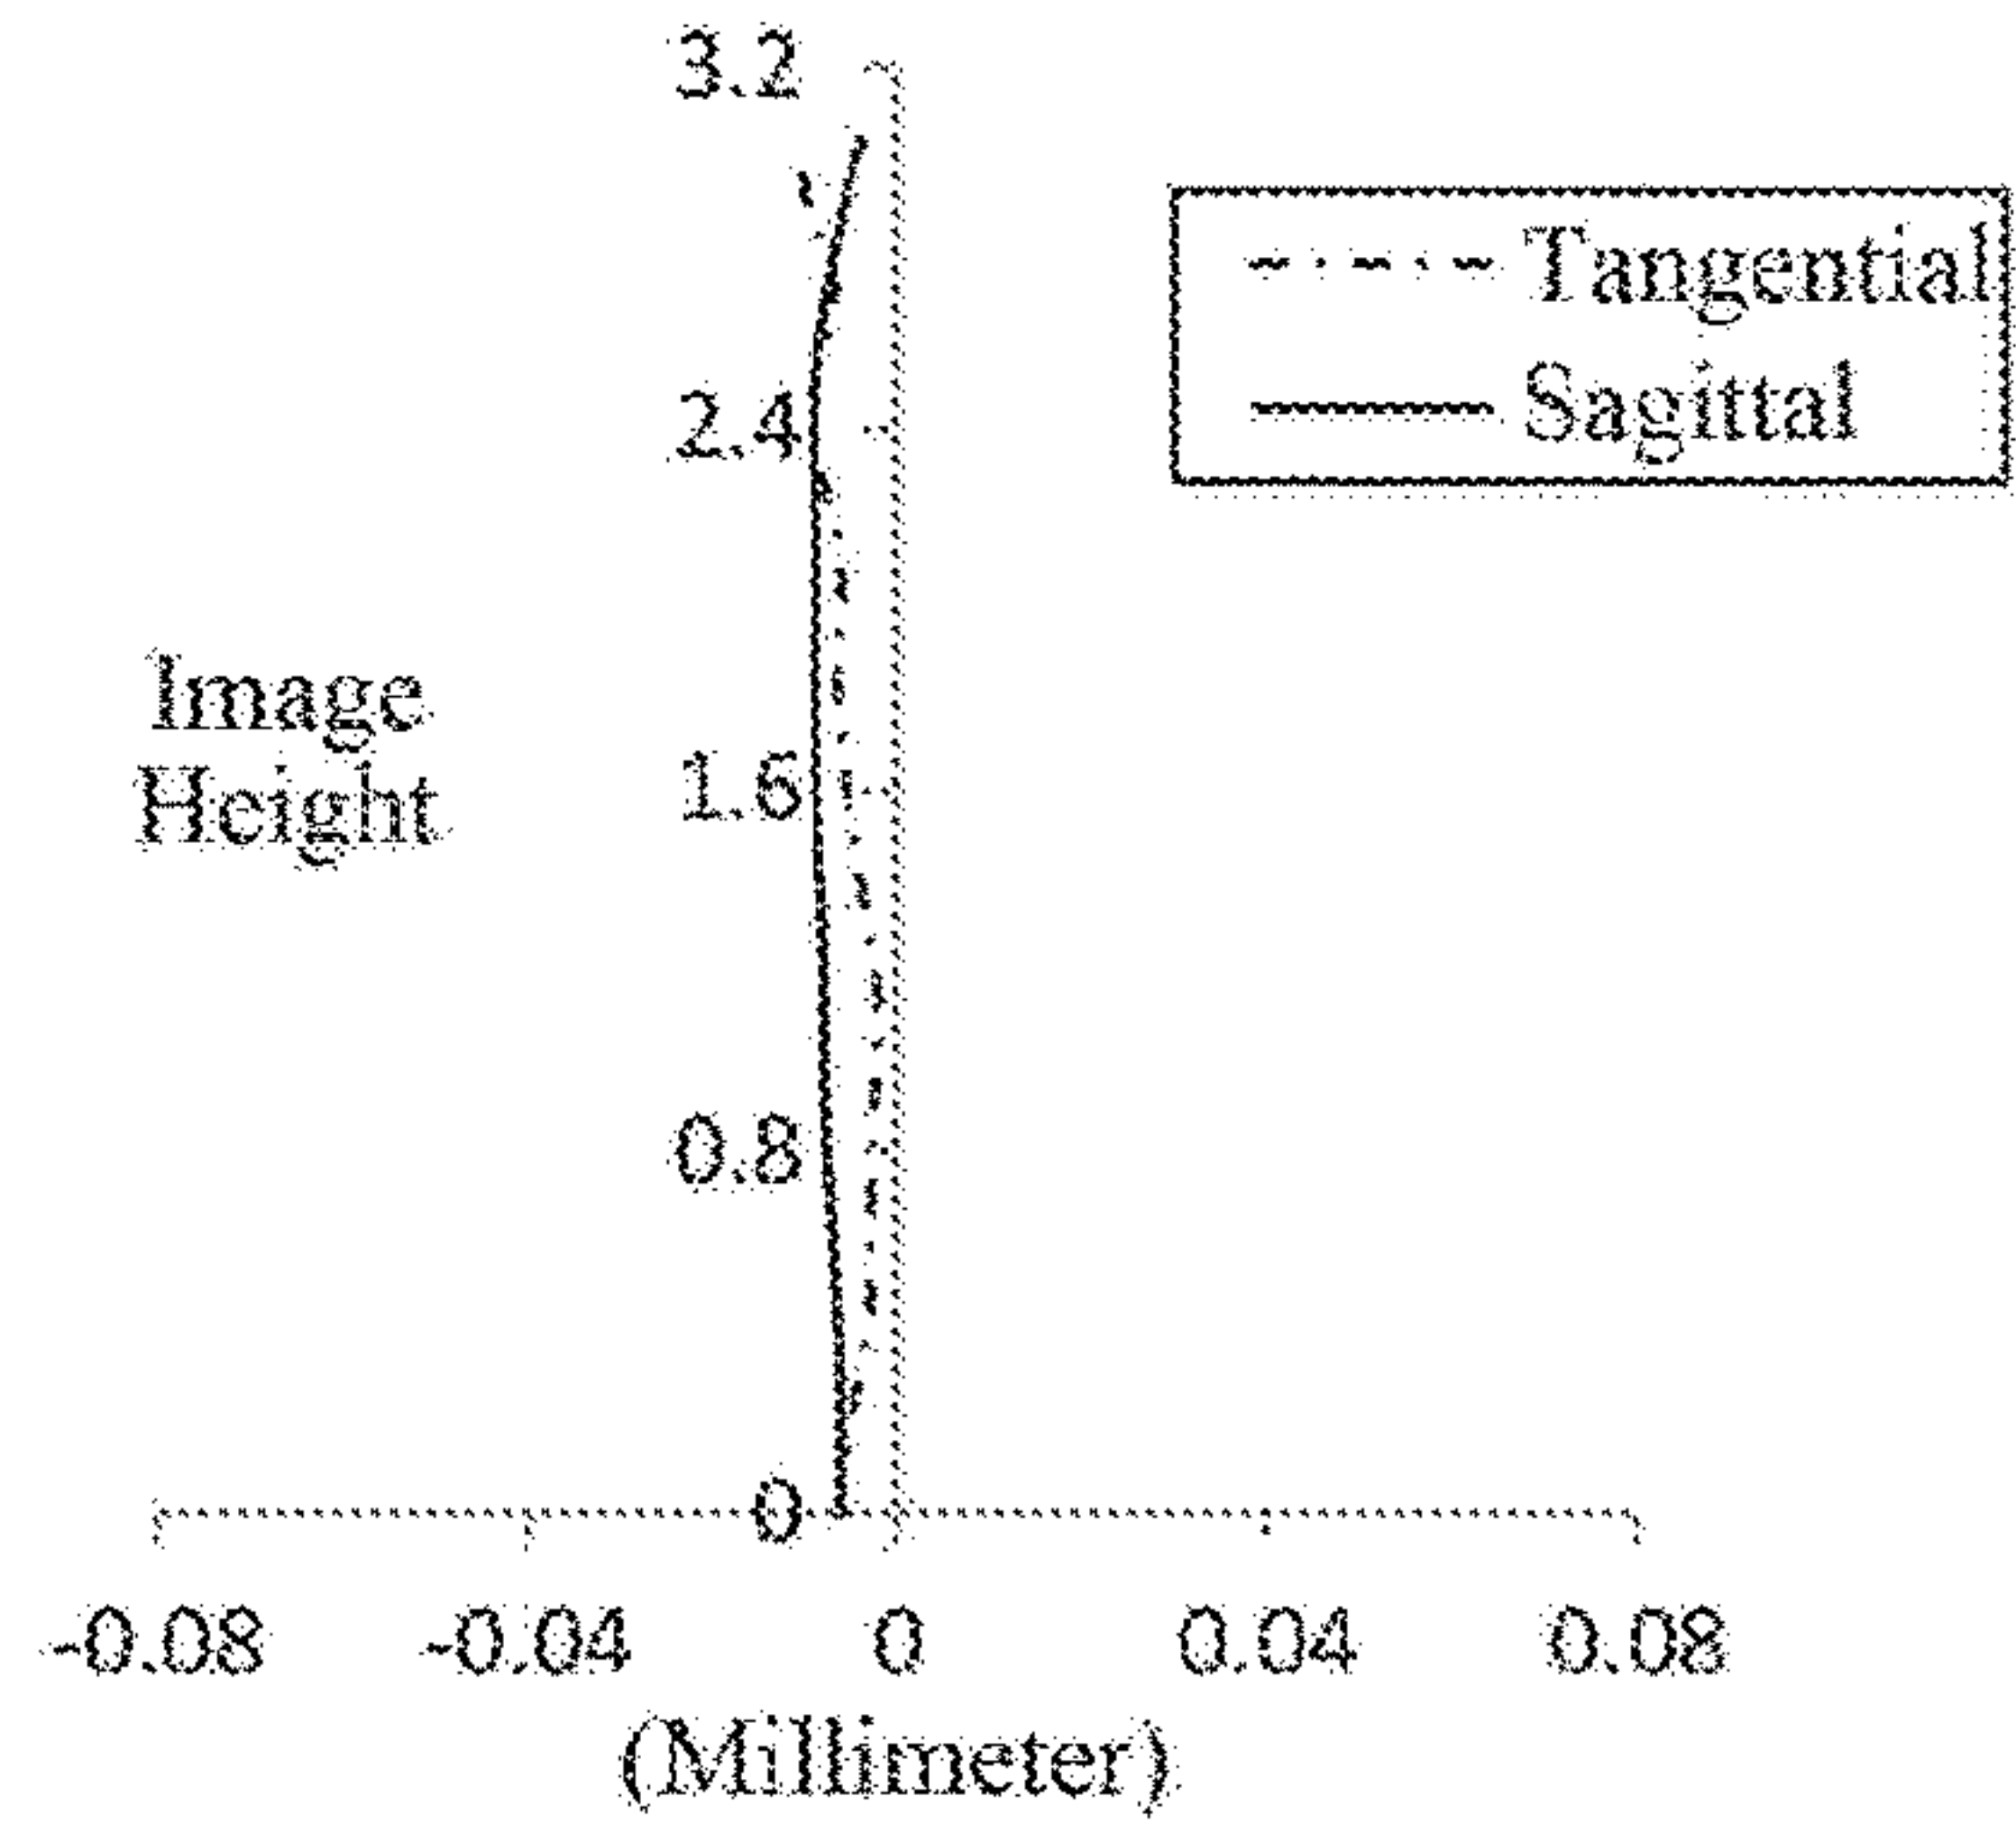 3.2
Tangential
Sagittal
2.4
Image
Height
1.6
0.8
0
-0.08 -0.04 0 0.04 0.08
(Millimeter)